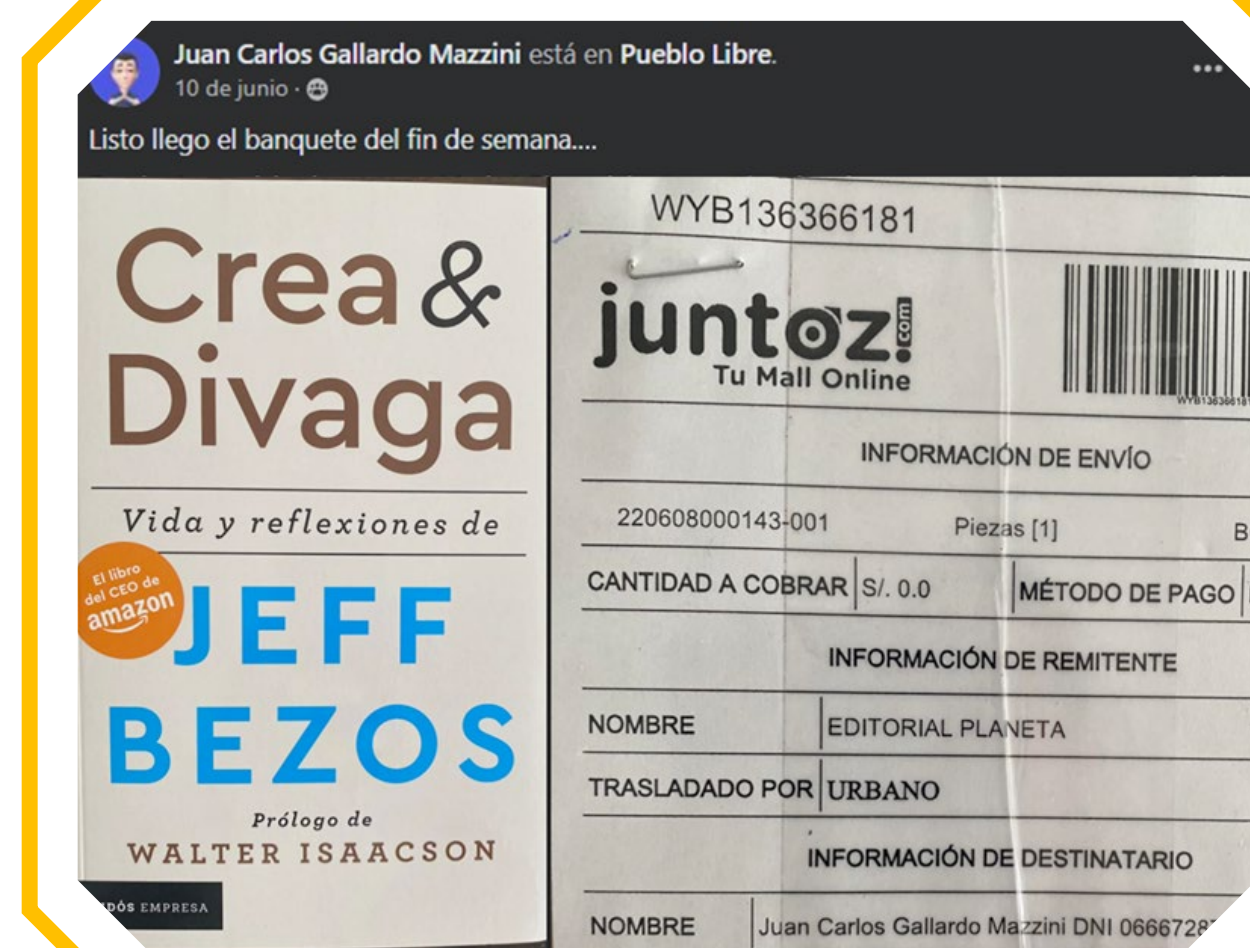 Juan Carlos Gallardo Mazzini está en Pueblo Libre.
10 de junio ·
Listo llego el banquete del fin de semana....
Crea &
Divaga
Vida y reflexiones de
El libro
del CEO de
amazon
JEFF
BEZOS
Prólogo de
WALTER ISAACSON
EMPRESA
WYB136366181
juntoz.com
Tu Mall Online
INFORMACIÓN DE ENVÍO
220608000143-001 Piezas [1]
CANTIDAD A COBRAR S/. 0.0 MÉTODO DE PAGO
INFORMACIÓN DE REMITENTE
NOMBRE EDITORIAL PLANETA
TRASLADADO POR URBANO
INFORMACIÓN DE DESTINATARIO
NOMBRE Juan Carlos Gallardo Mazzini DNI